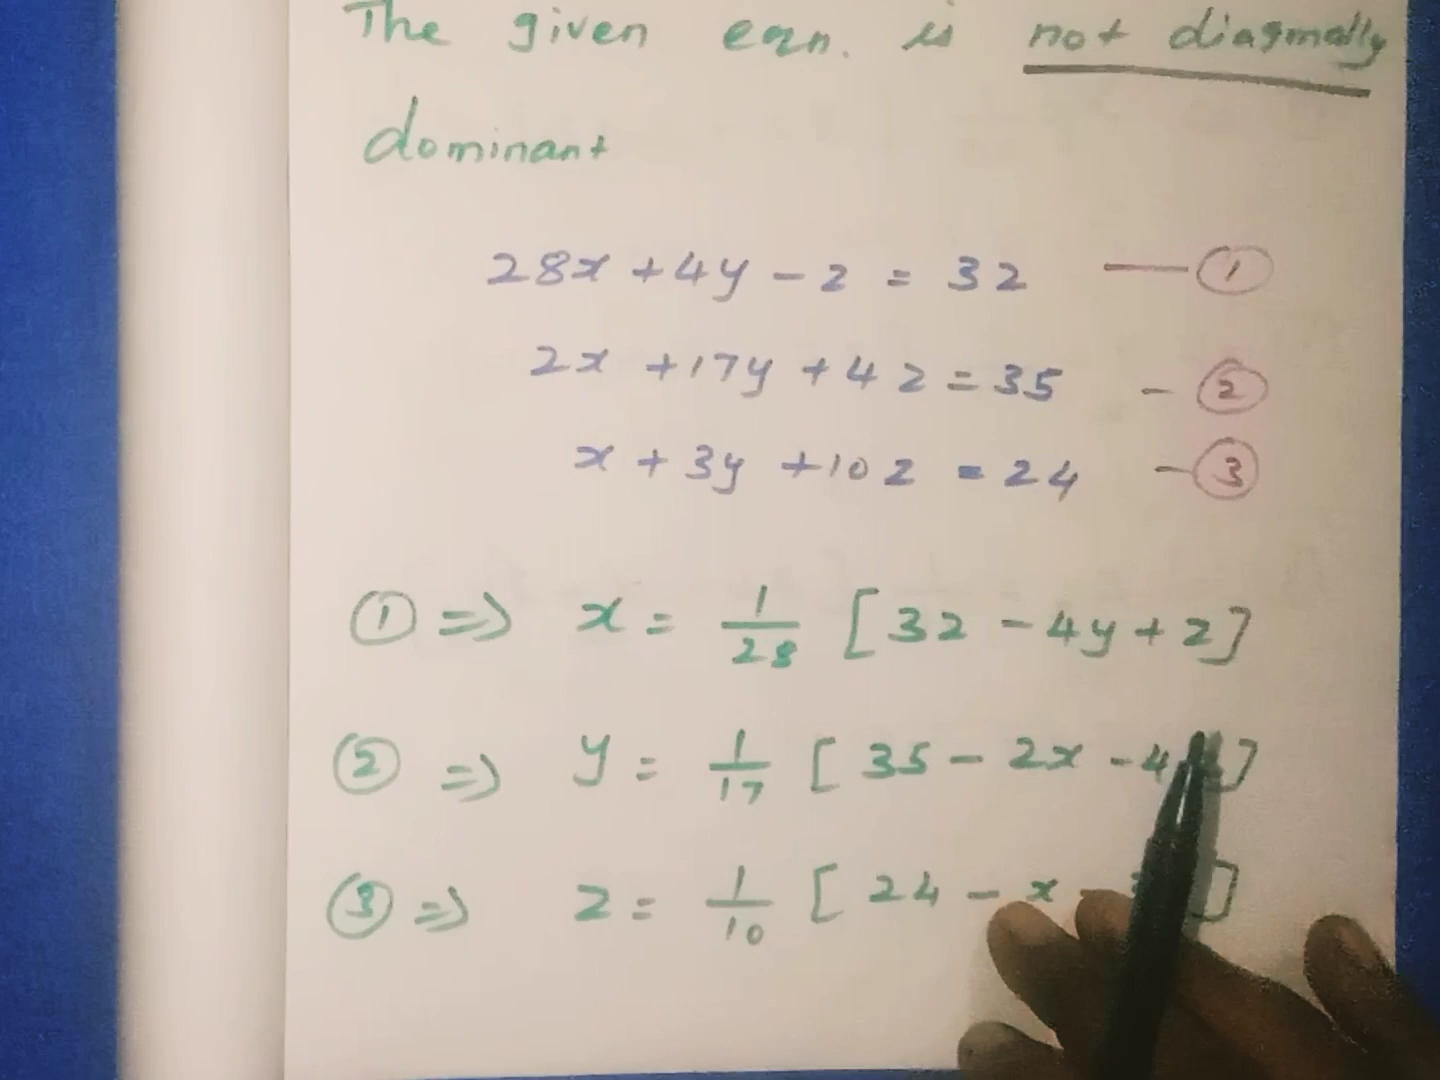 The given eqn. is not diagonally
dominant
28x + 4y - z = 32 — ①
2x + 17y + 4z = 35 - ②
x + 3y + 10z = 24 - ③
① => x = 1/28 [32 - 4y + z]
② => y = 1/17 [35 - 2x - 4 ]
③ => z = 1/10 [24 - x - ]